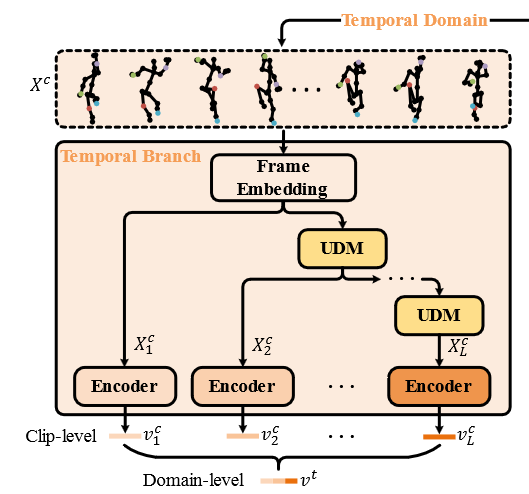 Temporal Domain
X^c
· · · ·
Temporal Branch
Frame
Embedding
UDM
· · · ·
UDM
X_1^c X_2^c X_L^c
Encoder Encoder · · · Encoder
Clip-level v_1^c v_2^c · · · v_L^c
Domain-level v^t